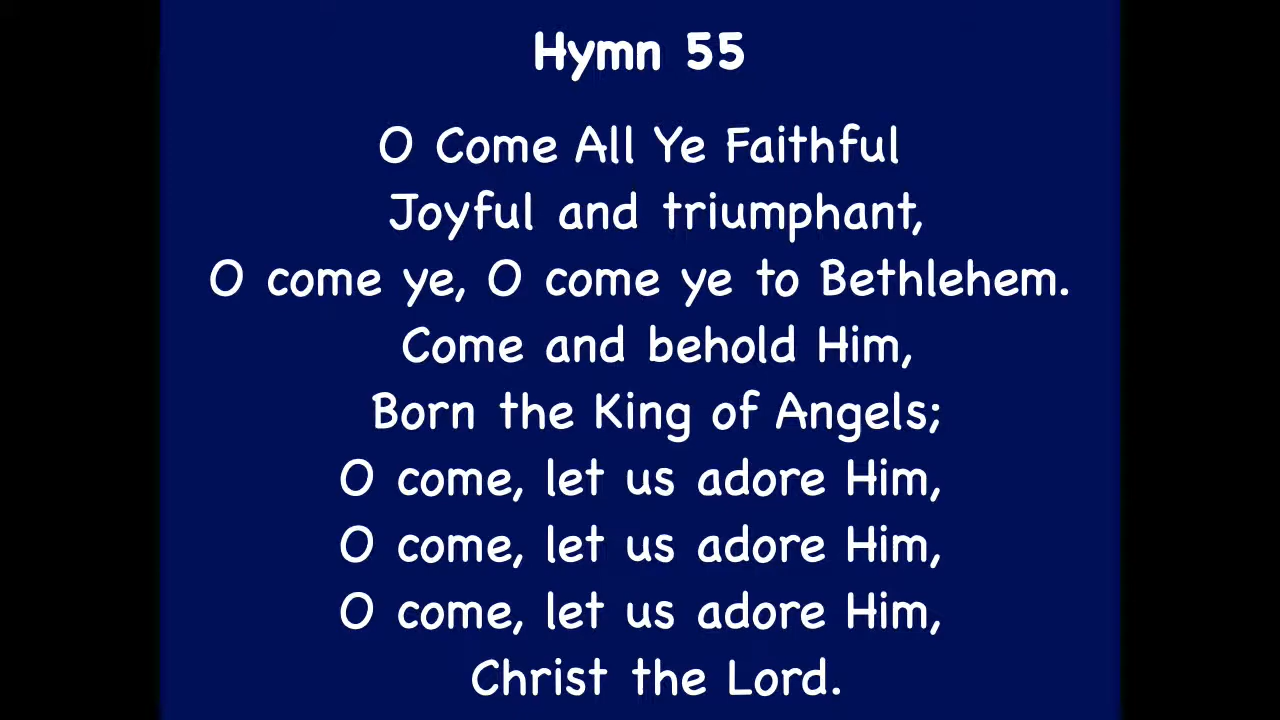 Hymn 55
O Come All Ye Faithful
Joyful and triumphant,
O come ye, O come ye to Bethlehem.
Come and behold Him,
Born the King of Angels;
O come, let us adore Him,
O come, let us adore Him,
O come, let us adore Him,
Christ the Lord.